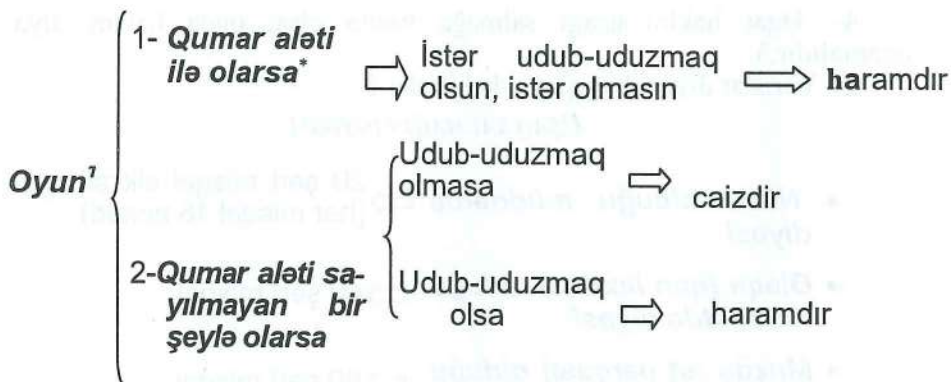 1- Qumar aləti
ilə olarsa*
İstər udub-uduzmaq
olsun, istər olmasın
haramdır
Oyun¹
Udub-uduzmaq
olmasa
caizdir
2-Qumar aləti sa-
yılmayan bir
şeylə olarsa
Udub-uduzmaq
olsa
haramdır